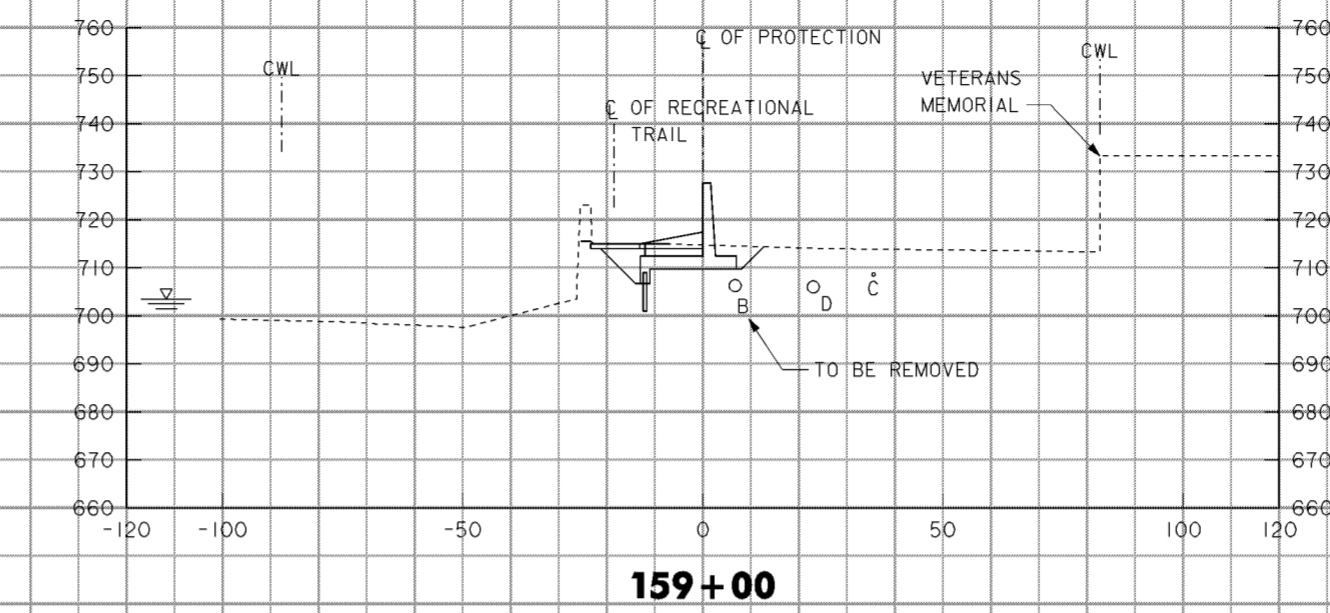 760 760
℄ OF PROTECTION
CWL CWL
750 750
VETERANS
MEMORIAL
℄ OF RECREATIONAL
TRAIL
740 740
730 730
720 720
710 710
B D C
700 700
TO BE REMOVED
690 690
680 680
670 670
660 660
-120 -100 -50 0 50 100 120
159+00